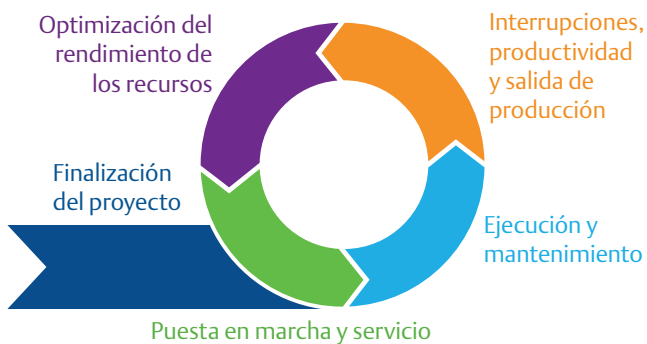 Optimización del
rendimiento de
los recursos
Interrupciones,
productividad
y salida de
producción
Finalización
del proyecto
Ejecución y
mantenimiento
Puesta en marcha y servicio